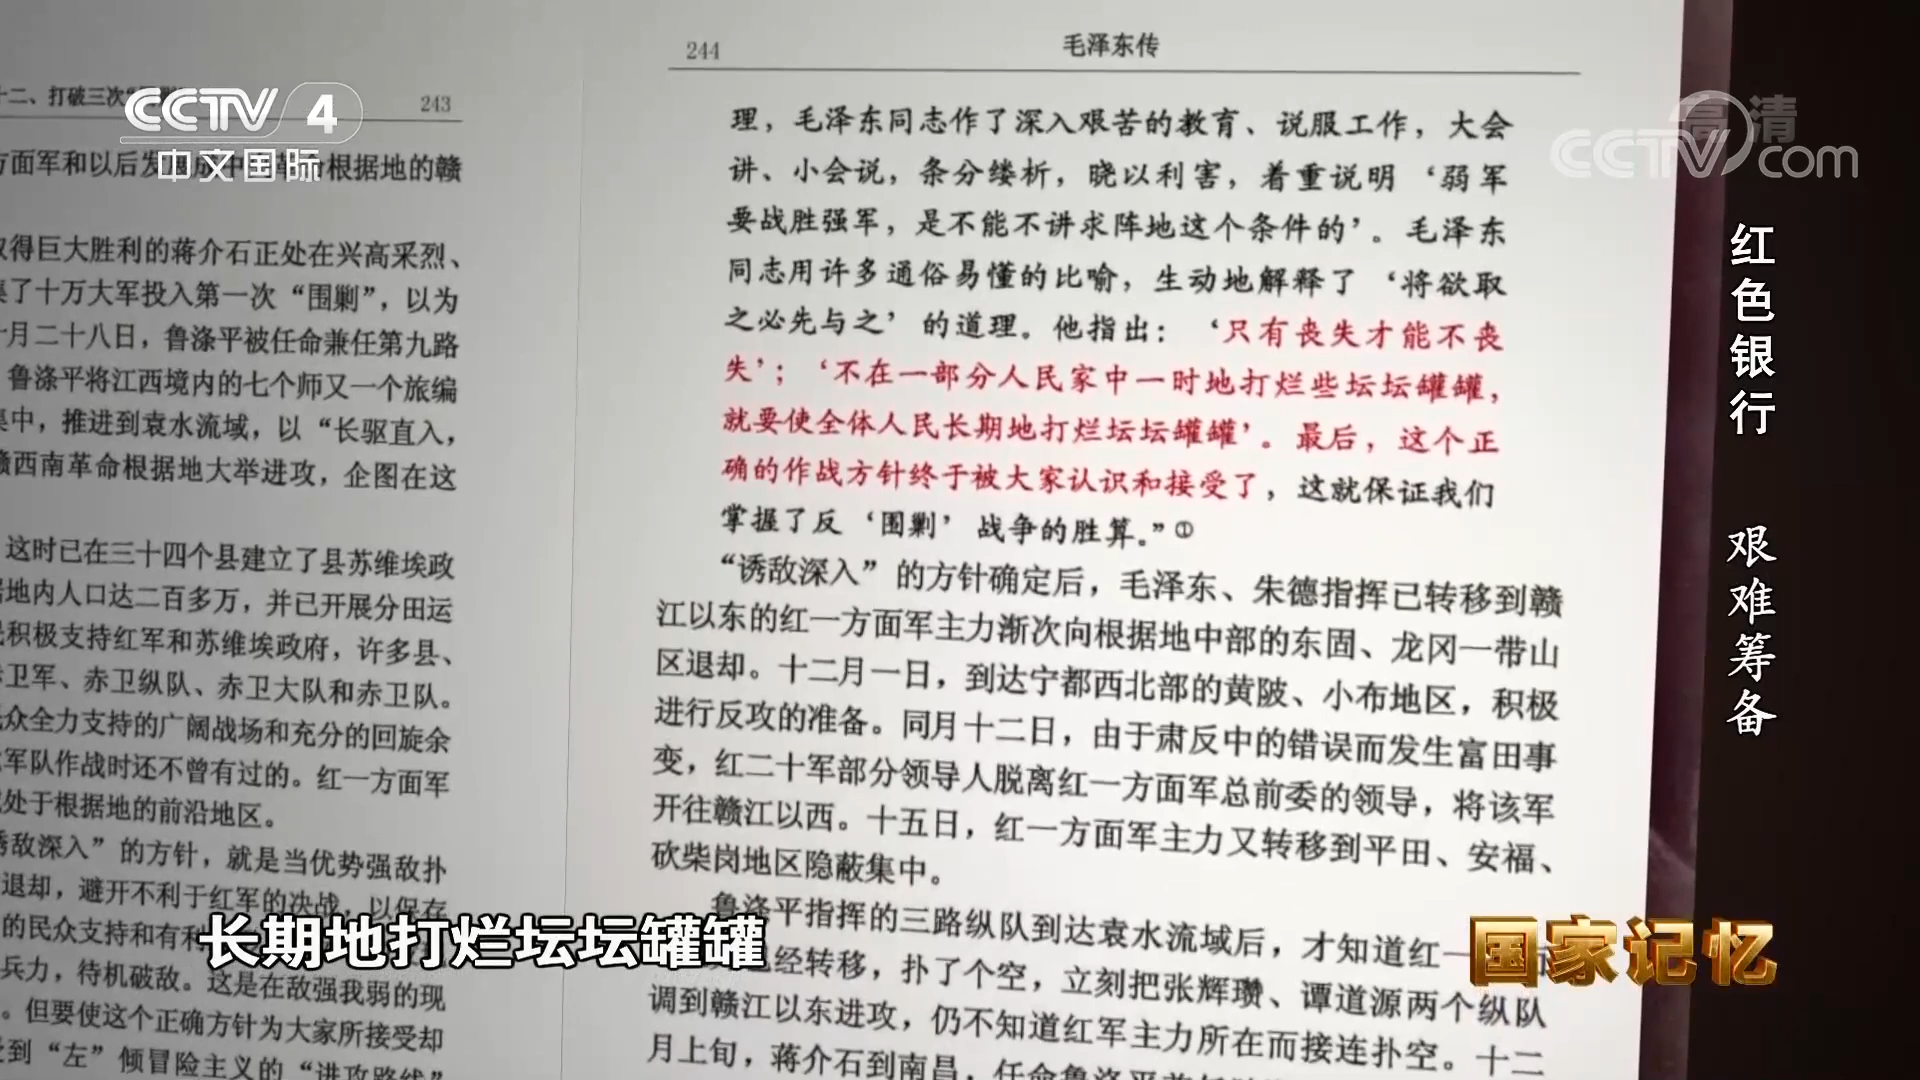 CCTV 4
中文国际
高清
CCTV.com
红色银行 艰难筹备
十二、打破三次
243
方面军和以后发
革命根据地的赣
取得巨大胜利的蒋介石正处在兴高采烈、
集了十万大军投入第一次“围剿”，以为
十月二十八日，鲁涤平被任命兼任第九路
鲁涤平将江西境内的七个师又一个旅编
集中，推进到袁水流域，以“长驱直入，
赣西南革命根据地大举进攻，企图在这
这时已在三十四个县建立了县苏维埃政
据地内人口达二百多万，并已开展分田运
民积极支持红军和苏维埃政府，许多县、
赤卫军、赤卫纵队、赤卫大队和赤卫队。
民众全力支持的广阔战场和充分的回旋余
军队作战时还不曾有过的。红一方面军
处于根据地的前沿地区。
诱敌深入”的方针，就是当优势强敌扑
退却，避开不利于红军的决战，以保存
的民众支持和有利
兵力，待机破敌。这是在敌强我弱的现
。但要使这个正确方针为大家所接受却
受到“左”倾冒险主义的“进攻路线”
244
毛泽东传
理，毛泽东同志作了深入艰苦的教育、说服工作，大会
讲、小会说，条分缕析，晓以利害，着重说明‘弱军
要战胜强军，是不能不讲求阵地这个条件的’。毛泽东
同志用许多通俗易懂的比喻，生动地解释了‘将欲取
之必先与之’的道理。他指出：‘只有丧失才能不丧
失’；‘不在一部分人民家中一时地打烂些坛坛罐罐，
就要使全体人民长期地打烂坛坛罐罐’。最后，这个正
确的作战方针终于被大家认识和接受了，这就保证我们
掌握了反‘围剿’战争的胜算。”①
“诱敌深入”的方针确定后，毛泽东、朱德指挥已转移到赣
江以东的红一方面军主力渐次向根据地中部的东固、龙冈一带山
区退却。十二月一日，到达宁都西北部的黄陂、小布地区，积极
进行反攻的准备。同月十二日，由于肃反中的错误而发生富田事
变，红二十军部分领导人脱离红一方面军总前委的领导，将该军
开往赣江以西。十五日，红一方面军主力又转移到平田、安福、
砍柴岗地区隐蔽集中。
鲁涤平指挥的三路纵队到达袁水流域后，才知道红一
经转移，扑了个空，立刻把张辉瓒、谭道源两个纵队
调到赣江以东进攻，仍不知道红军主力所在而接连扑空。十二
月上旬，蒋介石到南昌，任命鲁涤平兼任
长期地打烂坛坛罐罐
国家记忆